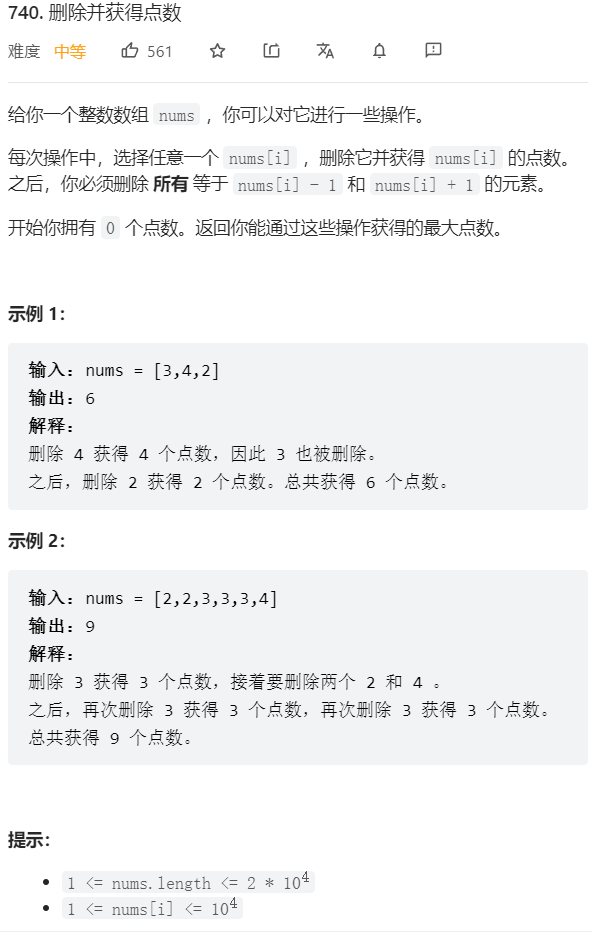 740. 删除并获得点数
难度 中等 561
给你一个整数数组 nums ，你可以对它进行一些操作。
每次操作中，选择任意一个 nums[i] ，删除它并获得 nums[i] 的点数。
之后，你必须删除 所有 等于 nums[i] - 1 和 nums[i] + 1 的元素。
开始你拥有 0 个点数。返回你能通过这些操作获得的最大点数。
示例 1：
输入：nums = [3,4,2]
输出：6
解释：
删除 4 获得 4 个点数，因此 3 也被删除。
之后，删除 2 获得 2 个点数。总共获得 6 个点数。
示例 2：
输入：nums = [2,2,3,3,3,4]
输出：9
解释：
删除 3 获得 3 个点数，接着要删除两个 2 和 4 。
之后，再次删除 3 获得 3 个点数，再次删除 3 获得 3 个点数。
总共获得 9 个点数。
提示：
• 1 <= nums.length <= 2 * 10⁴
• 1 <= nums[i] <= 10⁴